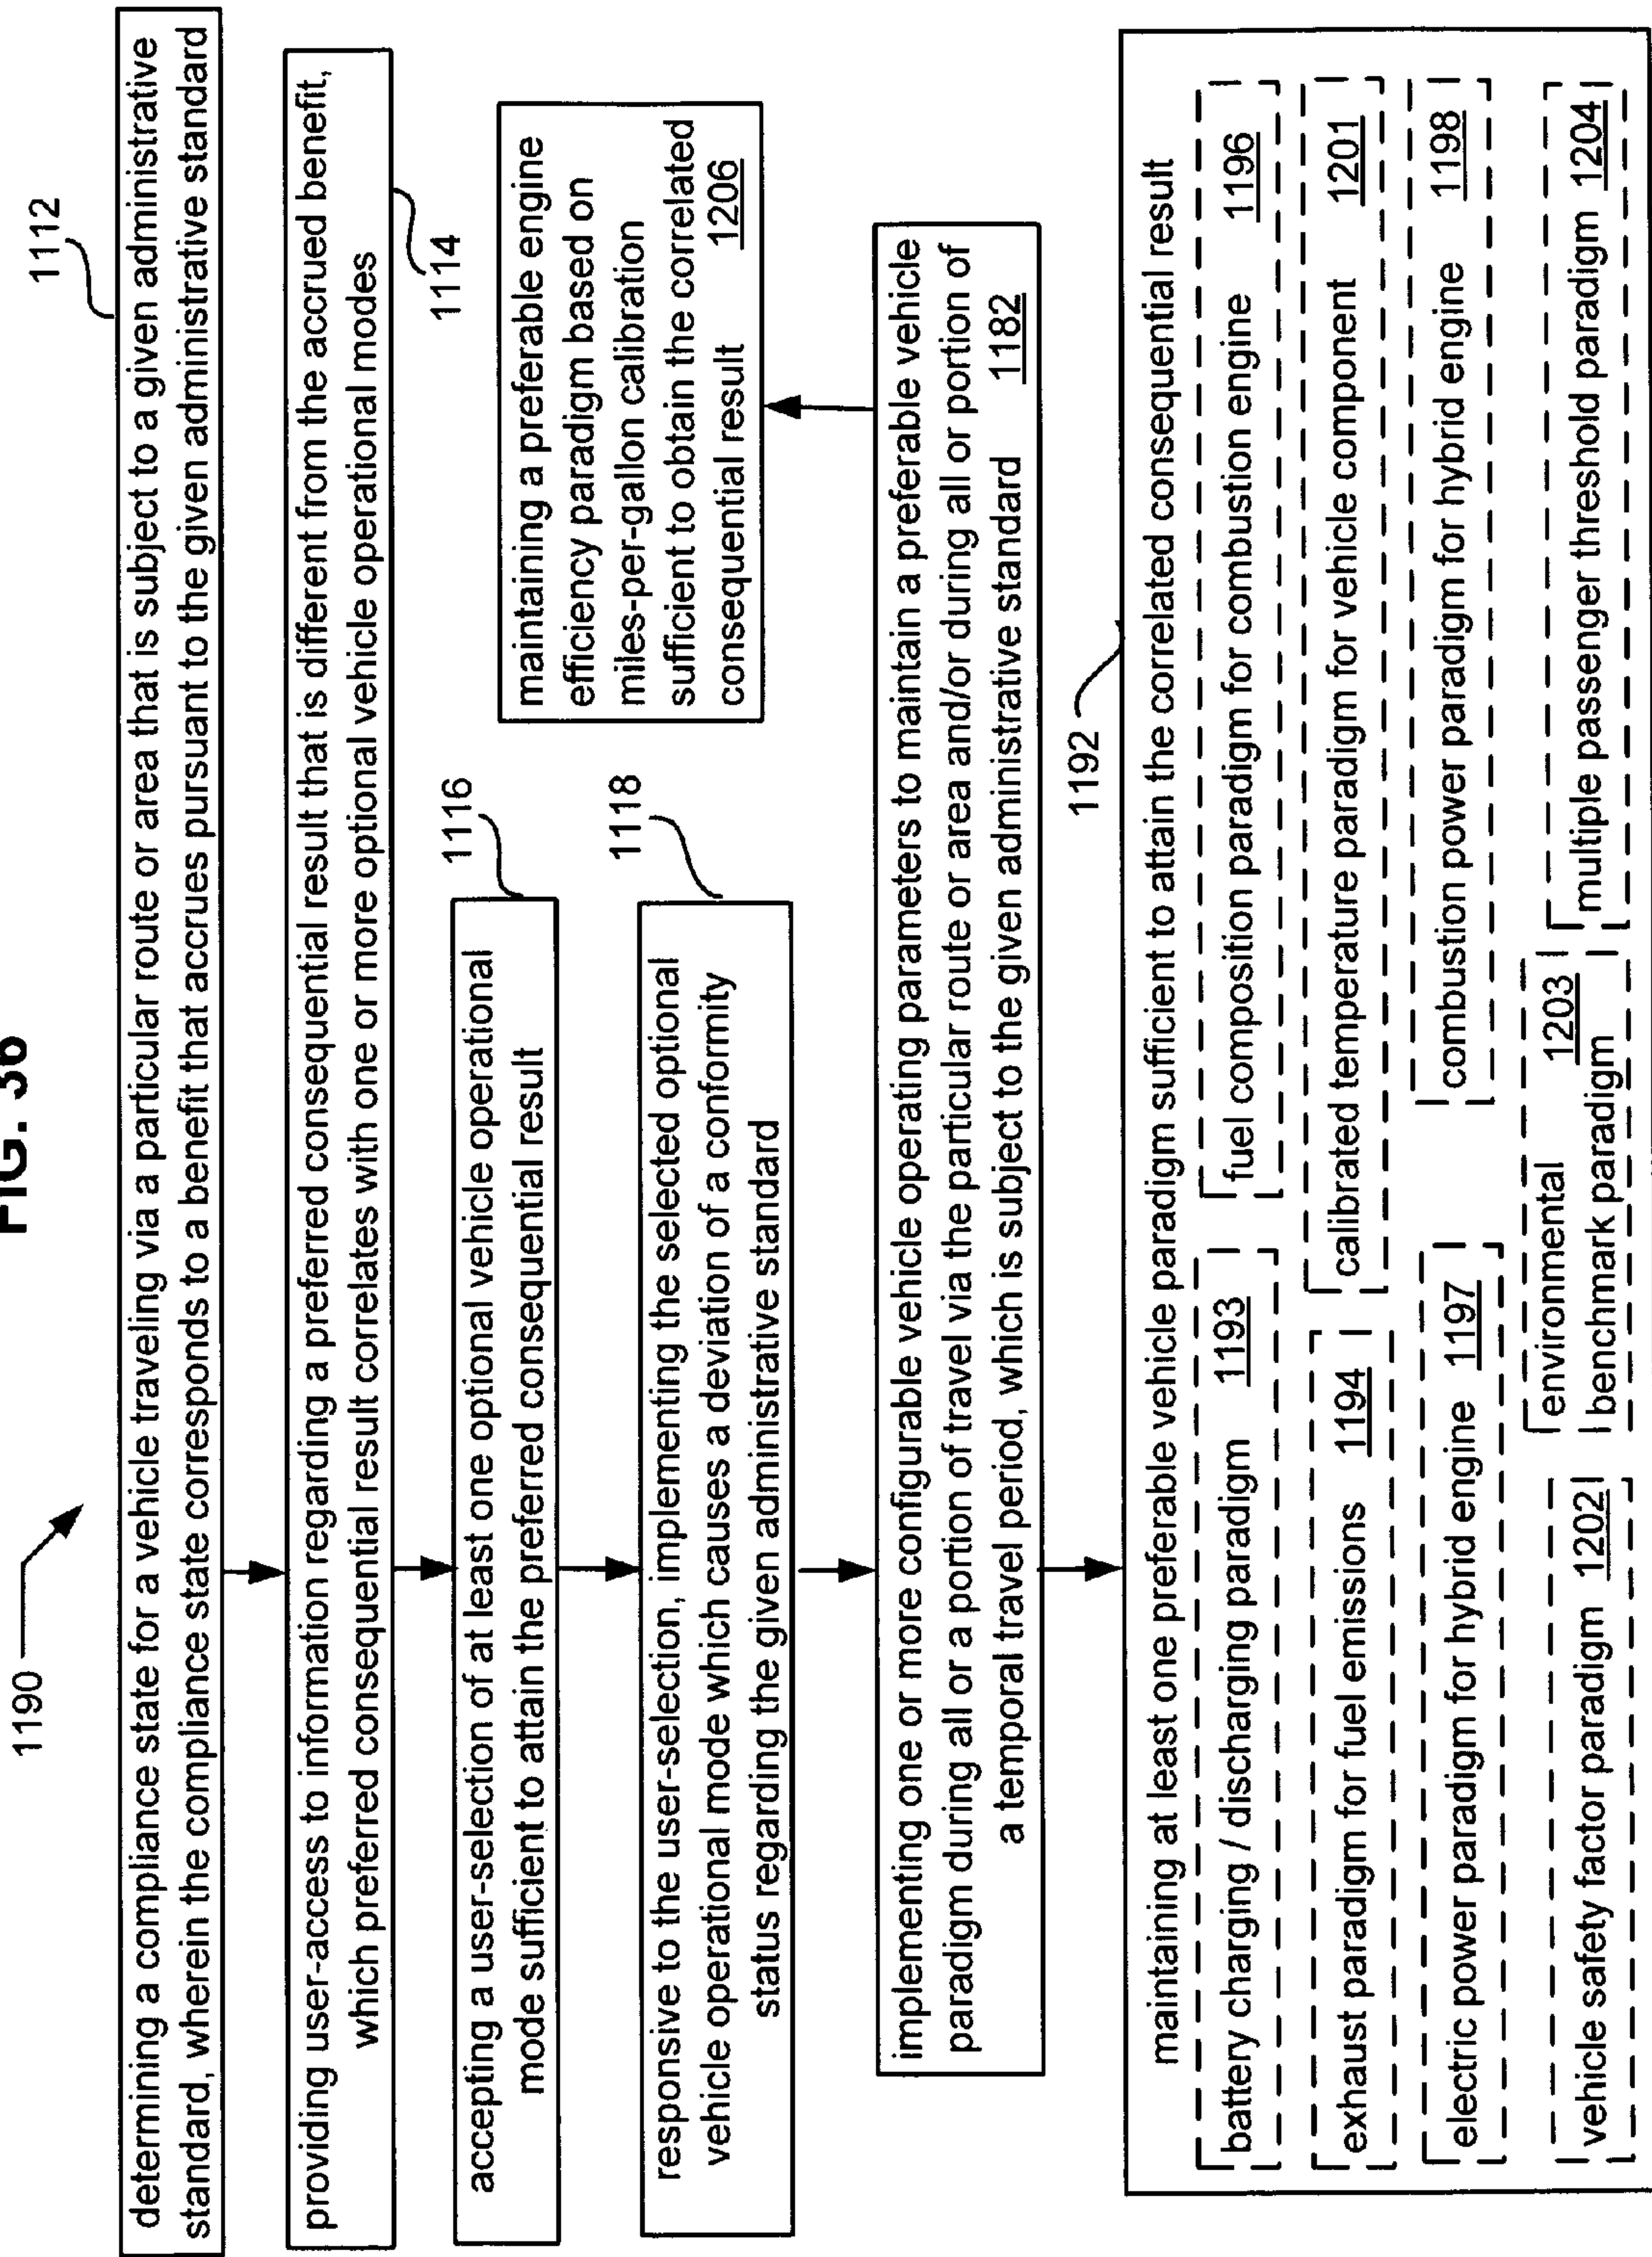 FIG. 36
1190
1112
determining a compliance state for a vehicle traveling via a particular route or area that is subject to a given administrative
standard, wherein the compliance state corresponds to a benefit that accrues pursuant to the given administrative standard
providing user-access to information regarding a preferred consequential result that is different from the accrued benefit,
which preferred consequential result correlates with one or more optional vehicle operational modes
1114
1116
accepting a user-selection of at least one optional vehicle operational
mode sufficient to attain the preferred consequential result
1118
responsive to the user-selection, implementing the selected optional
vehicle operational mode which causes a deviation of a conformity
status regarding the given administrative standard
maintaining a preferable engine
efficiency paradigm based on
miles-per-gallon calibration
sufficient to obtain the correlated
consequential result 1206
implementing one or more configurable vehicle operating parameters to maintain a preferable vehicle
paradigm during all or a portion of travel via the particular route or area and/or during all or portion of
a temporal travel period, which is subject to the given administrative standard 1182
1192
maintaining at least one preferable vehicle paradigm sufficient to attain the correlated consequential result
battery charging / discharging paradigm 1193
fuel composition paradigm for combustion engine 1196
exhaust paradigm for fuel emissions 1194
calibrated temperature paradigm for vehicle component 1201
electric power paradigm for hybrid engine 1197
combustion power paradigm for hybrid engine 1198
vehicle safety factor paradigm 1202
environmental 1203
benchmark paradigm
multiple passenger threshold paradigm 1204